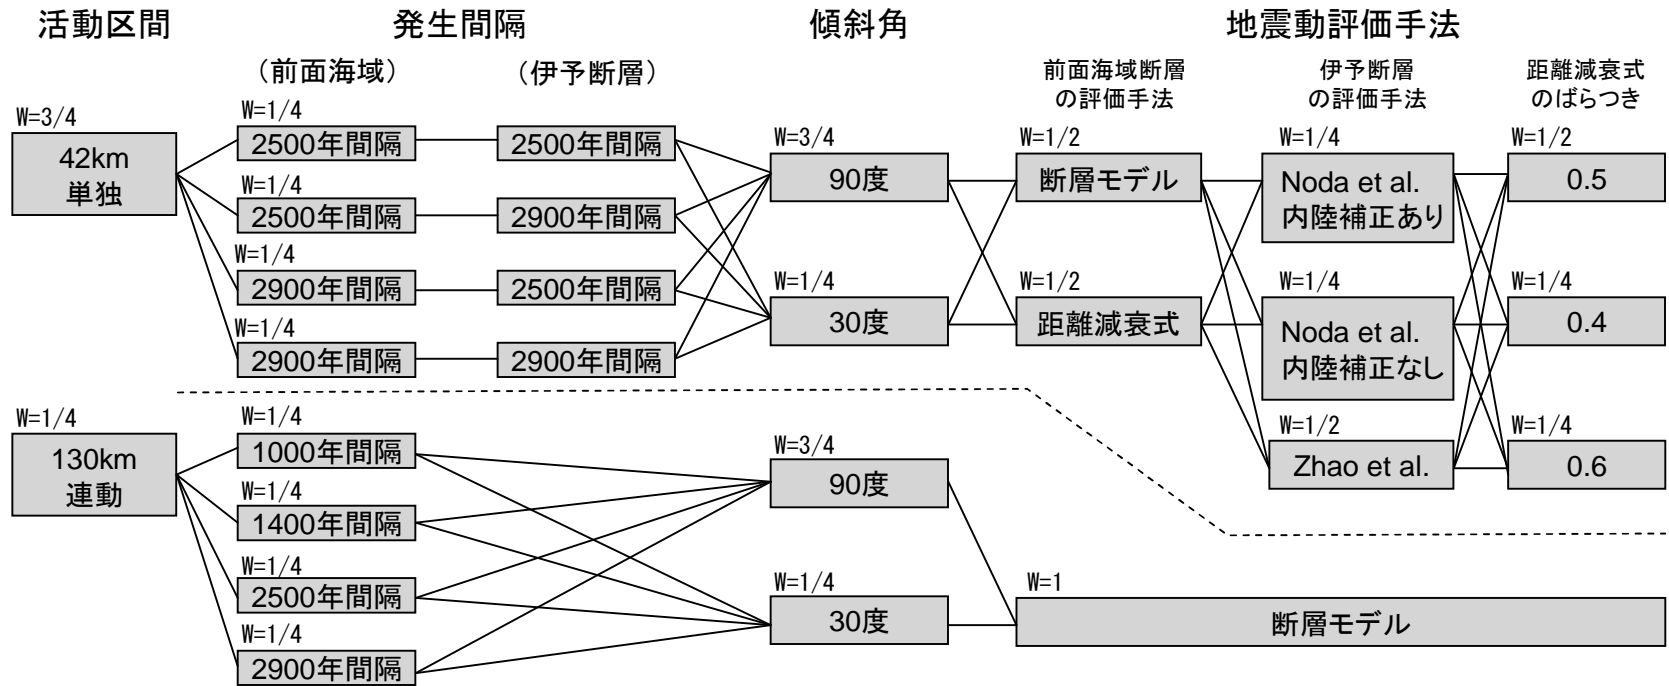 活動区間
発生間隔
傾斜角
地震動評価手法
（前面海域）
（伊予断層）
前面海域断層
の評価手法
伊予断層
の評価手法
距離減衰式
のばらつき
W=3/4
42km
単独
W=1/4
2500年間隔
2500年間隔
W=1/4
2500年間隔
2900年間隔
W=1/4
2900年間隔
2500年間隔
W=1/4
2900年間隔
2900年間隔
W=3/4
90度
W=1/4
30度
W=1/2
断層モデル
W=1/2
距離減衰式
W=1/4
Noda et al.
内陸補正あり
W=1/4
Noda et al.
内陸補正なし
W=1/2
Zhao et al.
W=1/2
0.5
W=1/4
0.4
W=1/4
0.6
W=1/4
130km
連動
W=1/4
1000年間隔
W=1/4
1400年間隔
W=1/4
2500年間隔
W=1/4
2900年間隔
W=3/4
90度
W=1/4
30度
W=1
断層モデル